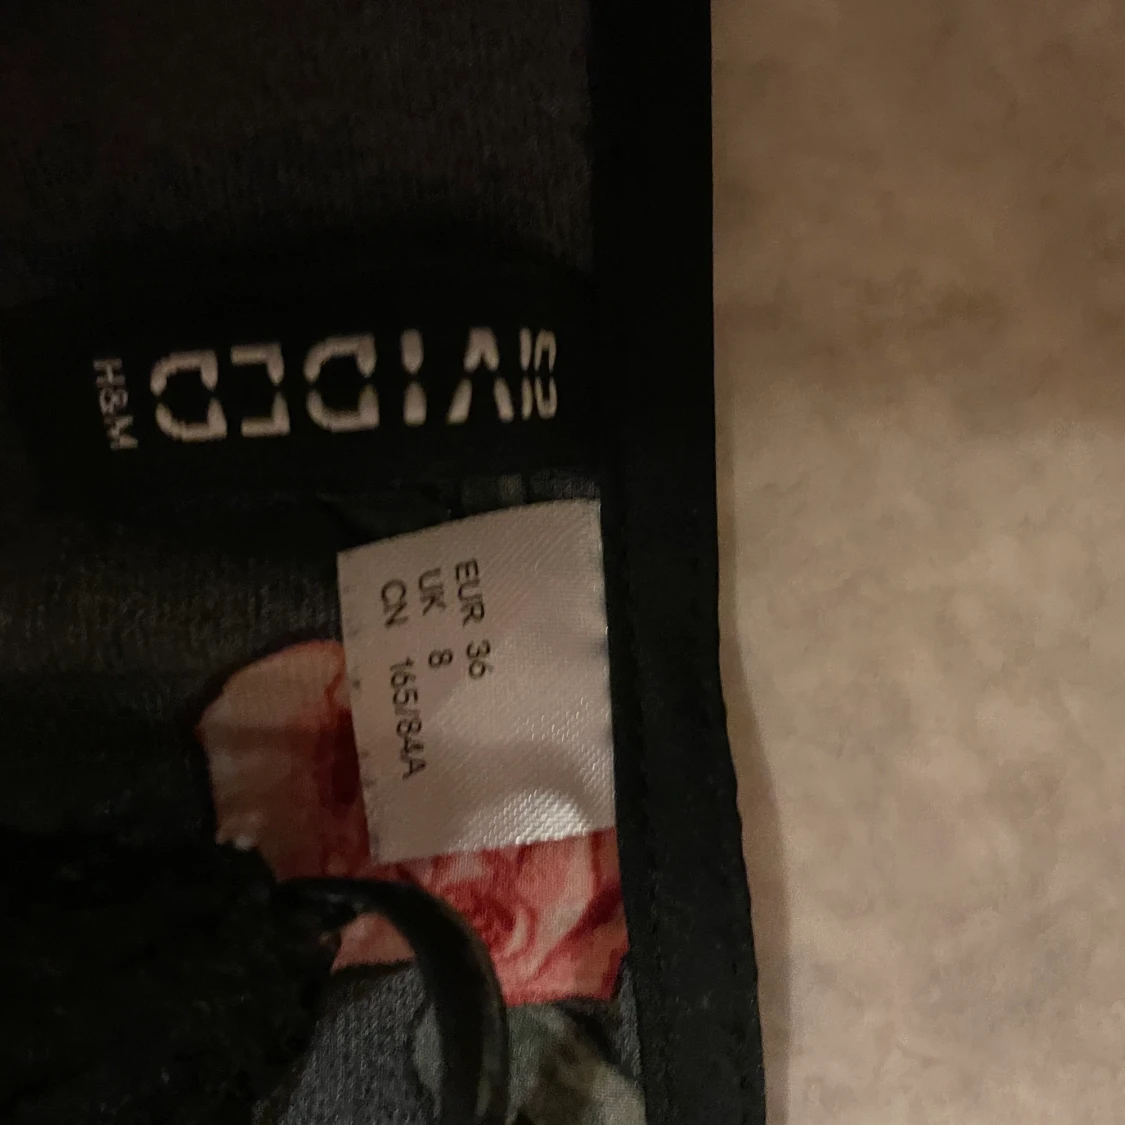 DIVIDED
H&M
EUR 36
UK 8
CN 165/84A